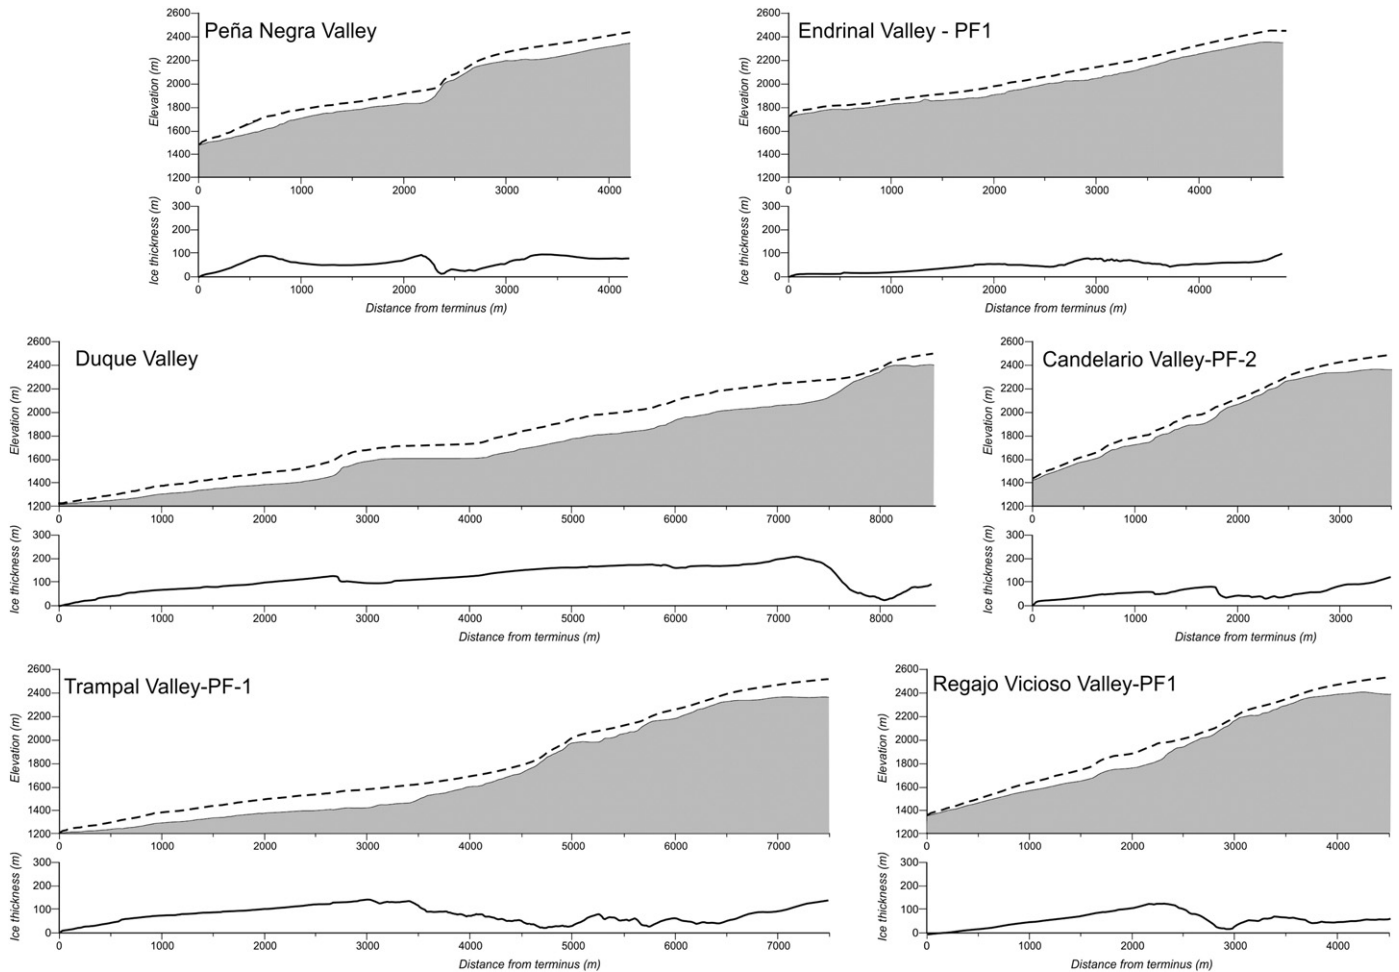 Peña Negra Valley
Elevation (m)
2600
2400
2200
2000
1800
1600
1400
1200
0 1000 2000 3000 4000
Ice thickness (m)
300
200
100
0
0 1000 2000 3000 4000
Distance from terminus (m)
Endrinal Valley - PF1
Elevation (m)
2600
2400
2200
2000
1800
1600
1400
1200
0 1000 2000 3000 4000
Ice thickness (m)
300
200
100
0
0 1000 2000 3000 4000
Distance from terminus (m)
Duque Valley
Elevation (m)
2600
2400
2200
2000
1800
1600
1400
1200
0 1000 2000 3000 4000 5000 6000 7000 8000
Ice thickness (m)
300
200
100
0
0 1000 2000 3000 4000 5000 6000 7000 8000
Distance from terminus (m)
Candelario Valley-PF-2
Elevation (m)
2600
2400
2200
2000
1800
1600
1400
1200
0 1000 2000 3000
Ice thickness (m)
300
200
100
0
0 1000 2000 3000
Distance from terminus (m)
Trampal Valley-PF-1
Elevation (m)
2600
2400
2200
2000
1800
1600
1400
1200
0 1000 2000 3000 4000 5000 6000 7000
Ice thickness (m)
300
200
100
0
0 1000 2000 3000 4000 5000 6000 7000
Distance from terminus (m)
Regajo Vicioso Valley-PF1
Elevation (m)
2600
2400
2200
2000
1800
1600
1400
1200
0 1000 2000 3000 4000
Ice thickness (m)
300
200
100
0
0 1000 2000 3000 4000
Distance from terminus (m)